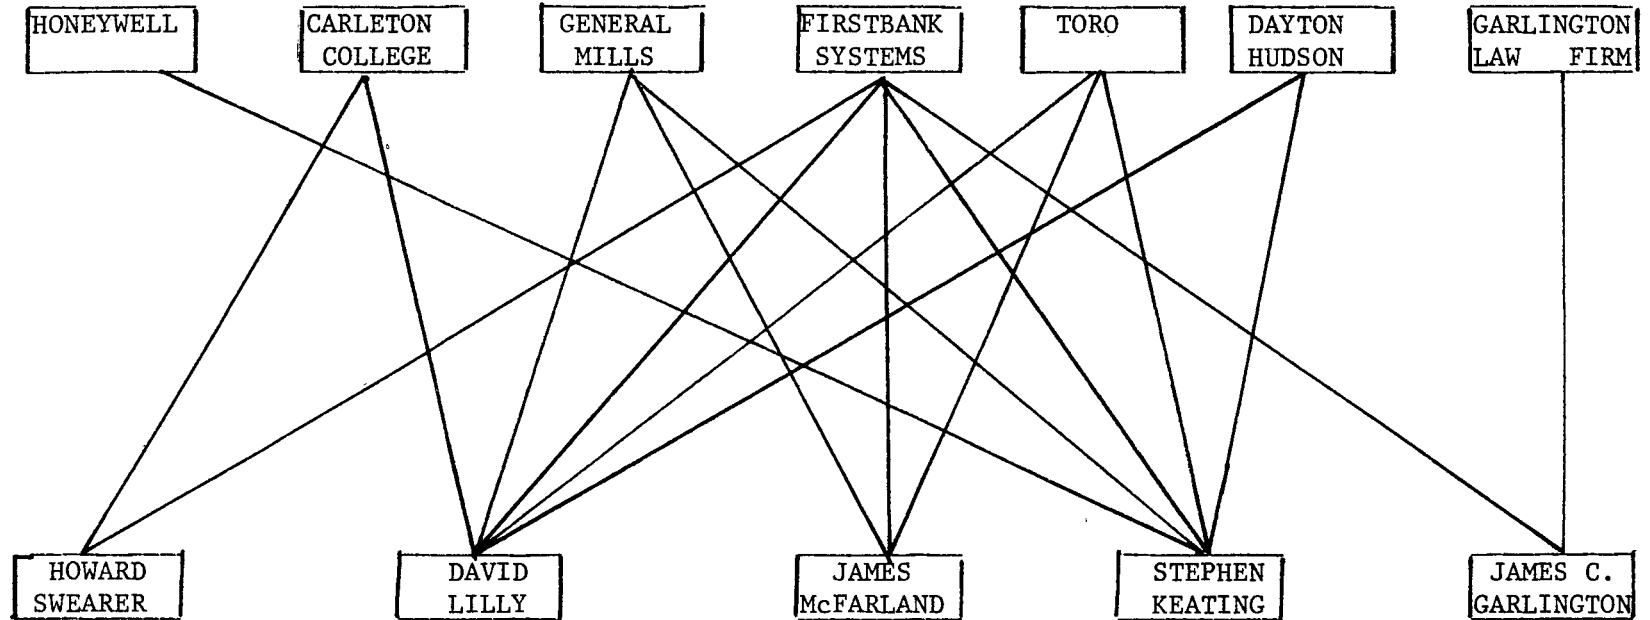 HONEYWELL
CARLETON
COLLEGE
GENERAL
MILLS
FIRSTBANK
SYSTEMS
TORO
DAYTON
HUDSON
GARLINGTON
LAW FIRM
HOWARD
SWEARER
DAVID
LILLY
JAMES
McFARLAND
STEPHEN
KEATING
JAMES C.
GARLINGTON